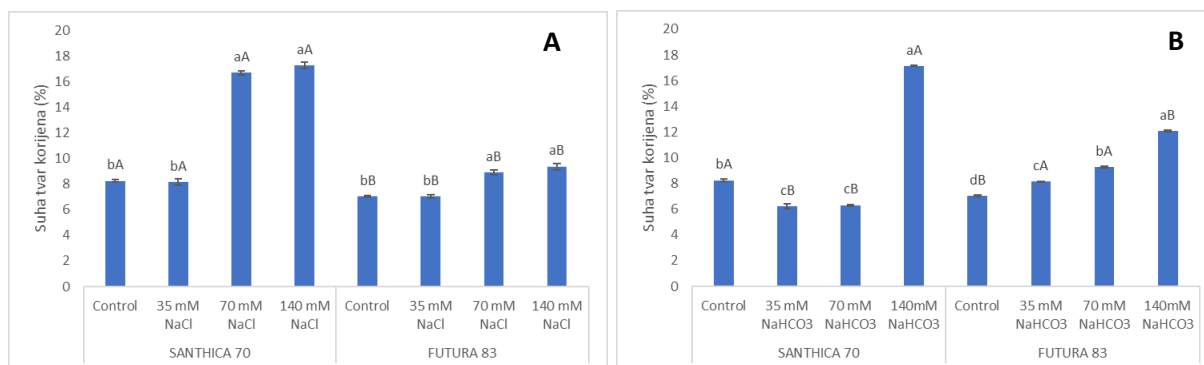 A
Suha tvar korijena (%)
20
18
16
14
12
10
8
6
4
2
0
bA
bA
aA
aA
bB
bB
aB
aB
Control
35 mM
NaCl
70 mM
NaCl
140 mM
NaCl
Control
35 mM
NaCl
70 mM
NaCl
140 mM
NaCl
SANTHICA 70
FUTURA 83
B
Suha tvar korijena (%)
20
18
16
14
12
10
8
6
4
2
0
bA
cB
cB
aA
dB
cA
bA
aB
Control
35 mM
NaHCO3
70 mM
NaHCO3
140mM
NaHCO3
Control
35 mM
NaHCO3
70 mM
NaHCO3
140mM
NaHCO3
SANTHICA 70
FUTURA 83